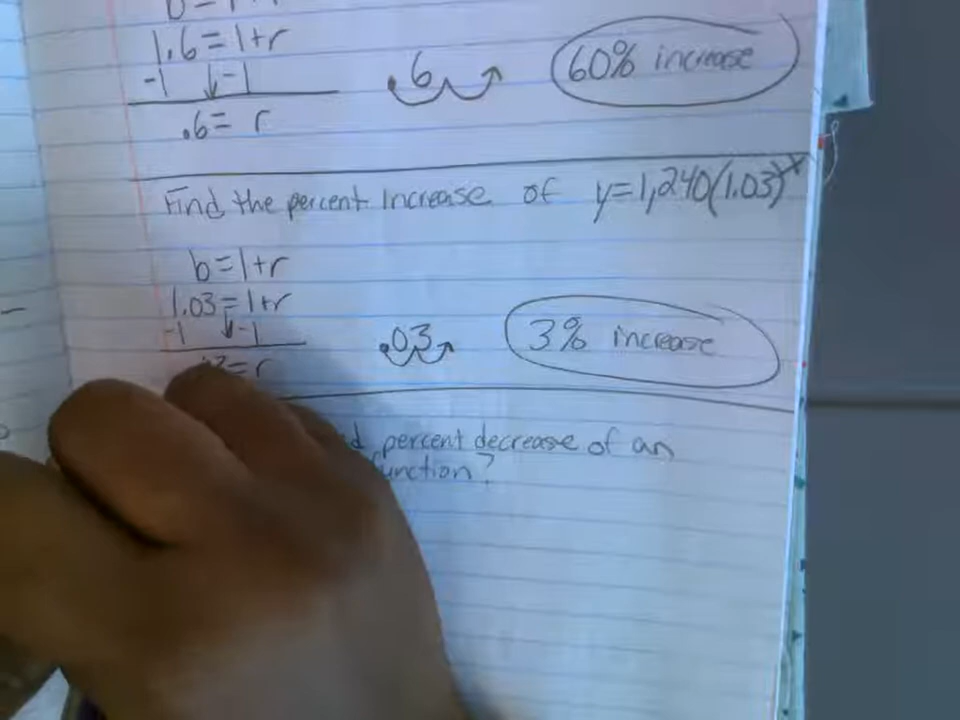 1.6=1+r
-1 ↓-1
.6= r
.6
60% increase
Find the percent increase of y=1,240(1.03)^x
b=1+r
1.03=1+r
-1 ↓-1
=r
.03
3% increase
percent decrease of an
function?